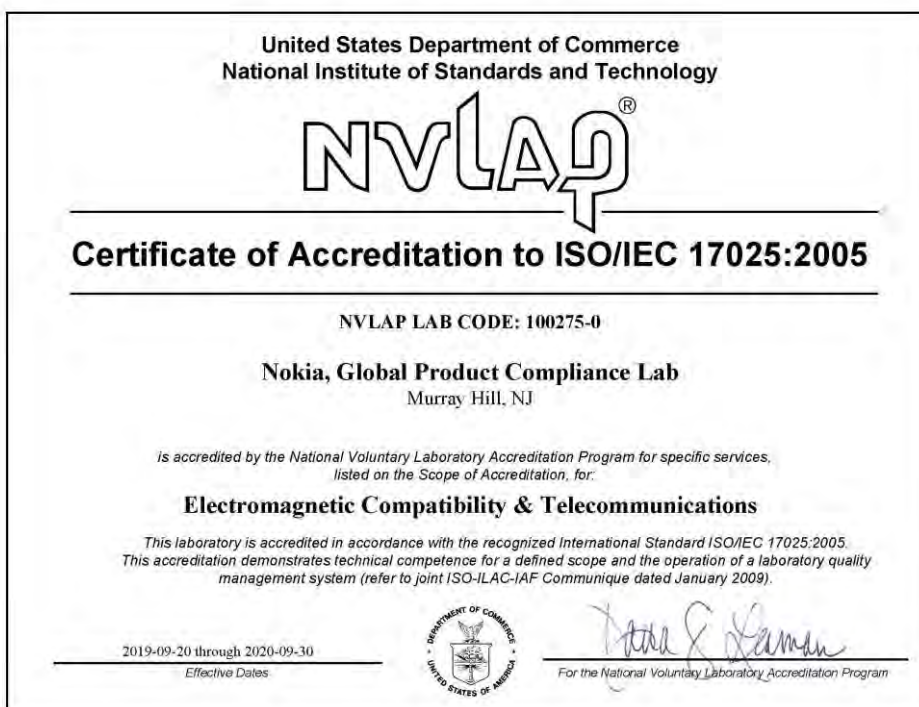 United States Department of Commerce
National Institute of Standards and Technology
NVLAP®
Certificate of Accreditation to ISO/IEC 17025:2005
NVLAP LAB CODE: 100275-0
Nokia, Global Product Compliance Lab
Murray Hill, NJ
is accredited by the National Voluntary Laboratory Accreditation Program for specific services,
listed on the Scope of Accreditation, for:
Electromagnetic Compatibility & Telecommunications
This laboratory is accredited in accordance with the recognized International Standard ISO/IEC 17025:2005.
This accreditation demonstrates technical competence for a defined scope and the operation of a laboratory quality
management system (refer to joint ISO-ILAC-IAF Communique dated January 2009).
2019-09-20 through 2020-09-30
Effective Dates
DEPARTMENT OF COMMERCE
UNITED STATES OF AMERICA
For the National Voluntary Laboratory Accreditation Program